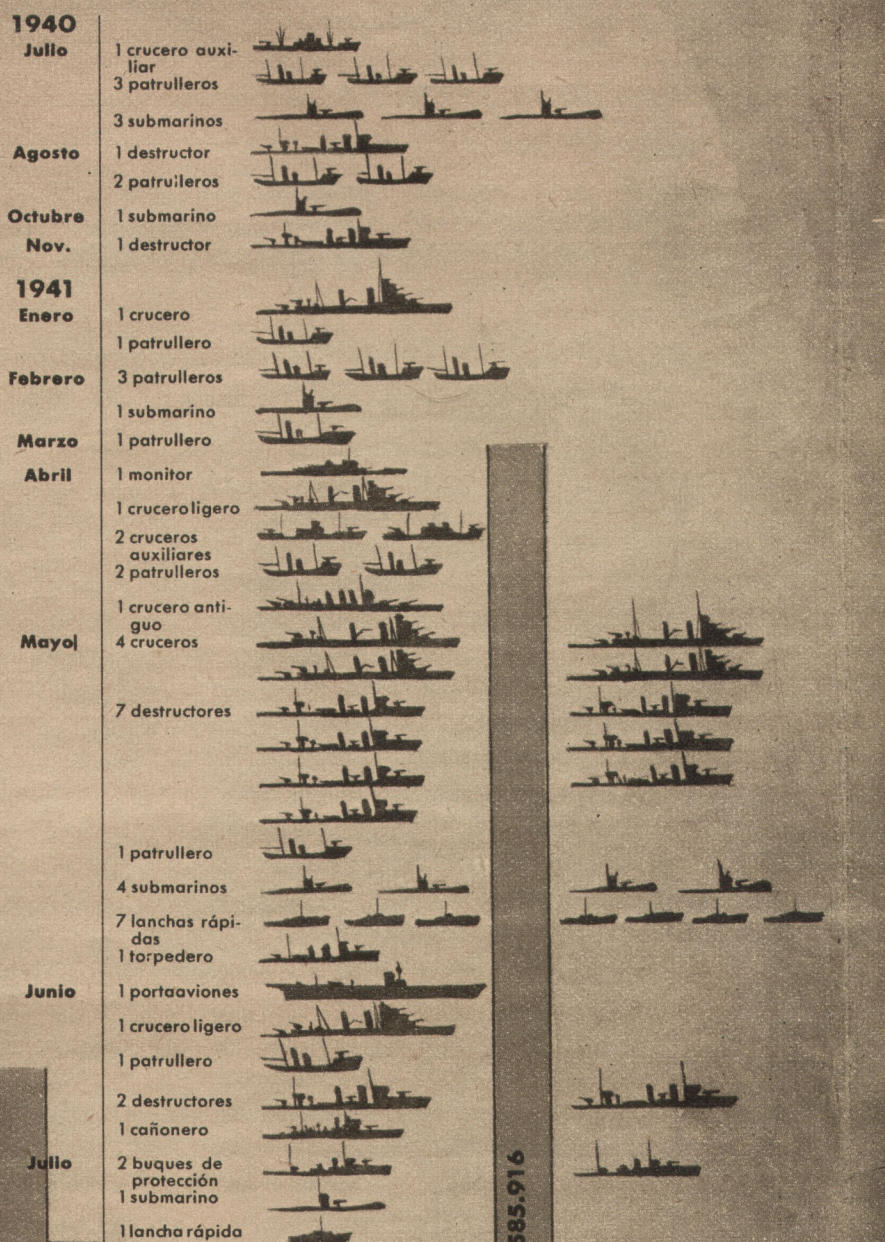 1940
Julio
1 crucero auxi-
liar
3 patrulleros
3 submarinos
Agosto
1 destructor
2 patrulleros
Octubre
1 submarino
Nov.
1 destructor
1941
Enero
1 crucero
1 patrullero
Febrero
3 patrulleros
1 submarino
Marzo
1 patrullero
Abril
1 monitor
1 crucero ligero
2 cruceros
auxiliares
2 patrulleros
1 crucero anti-
guo
Mayo
4 cruceros
7 destructores
1 patrullero
4 submarinos
7 lanchas rápi-
das
1 torpedero
Junio
1 portaaviones
1 crucero ligero
1 patrullero
2 destructores
1 cañonero
Julio
2 buques de
protección
1 submarino
1 lancha rápida
585.916